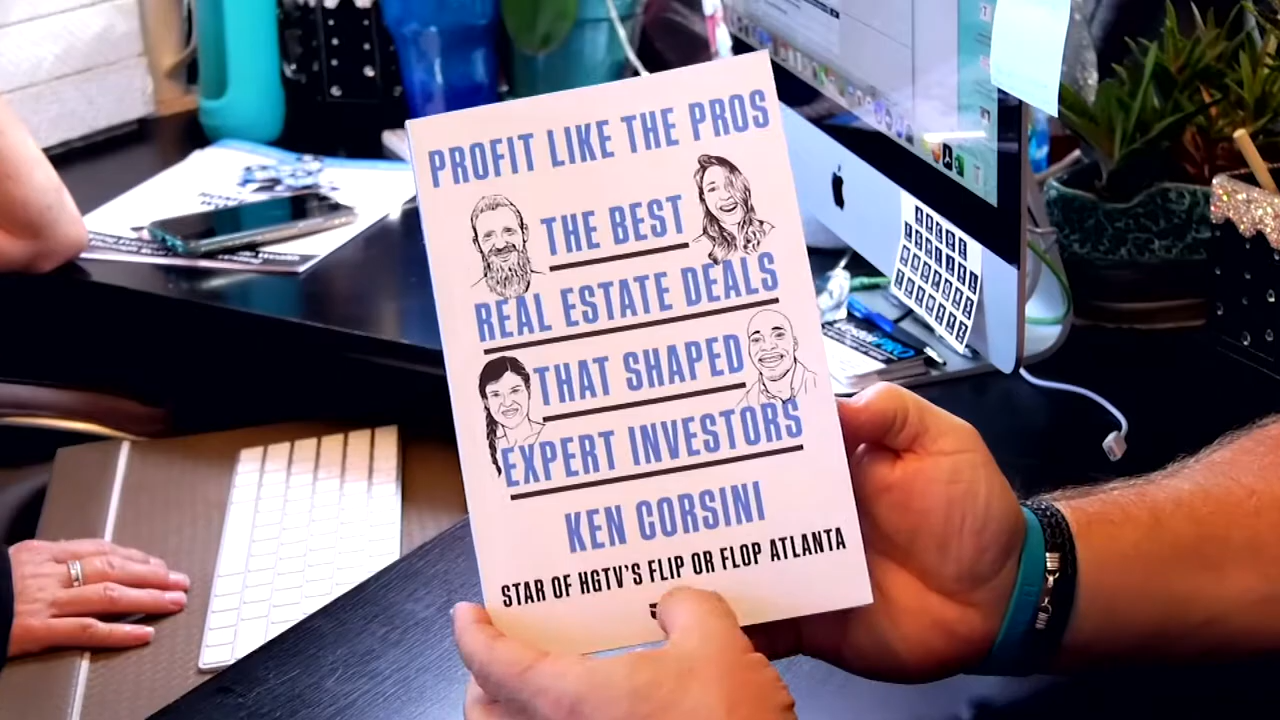 PROFIT LIKE THE PROS
THE BEST
REAL ESTATE DEALS
THAT SHAPED
EXPERT INVESTORS
KEN CORSINI
STAR OF HGTV'S FLIP OR FLOP ATLANTA